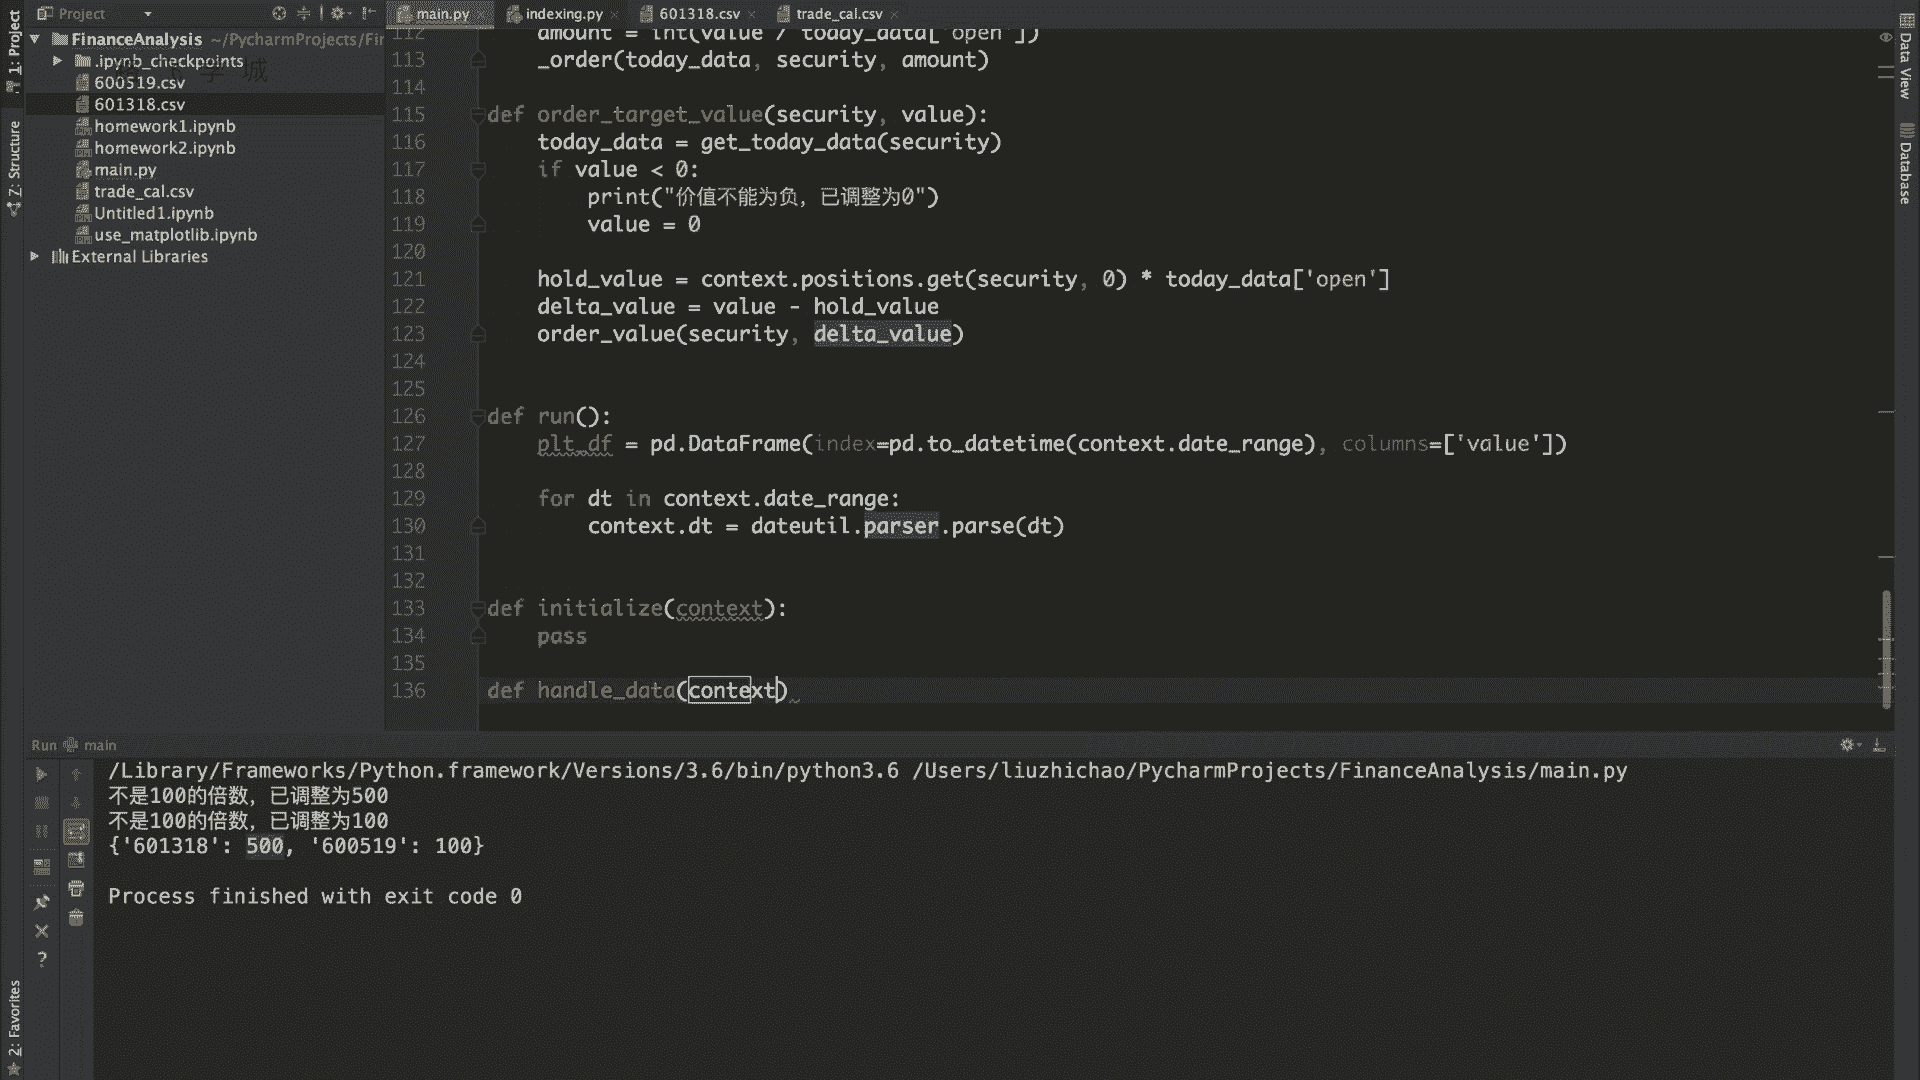 Project
main.py
indexing.py
601318.csv
trade_cal.csv
1: Project
Z: Structure
2: Favorites
Data View
Database
FinanceAnalysis ~/PycharmProjects/Fir
.ipynb_checkpoints
学城
600519.csv
601318.csv
homework1.ipynb
homework2.ipynb
main.py
trade_cal.csv
Untitled1.ipynb
use_matplotlib.ipynb
External Libraries
112 amount = int(value / today_data['open'])
113 _order(today_data, security, amount)
114
115 def order_target_value(security, value):
116 today_data = get_today_data(security)
117 if value < 0:
118 print("价值不能为负，已调整为0")
119 value = 0
120
121 hold_value = context.positions.get(security, 0) * today_data['open']
122 delta_value = value - hold_value
123 order_value(security, delta_value)
124
125
126 def run():
127 plt_df = pd.DataFrame(index=pd.to_datetime(context.date_range), columns=['value'])
128
129 for dt in context.date_range:
130 context.dt = dateutil.parser.parse(dt)
131
132
133 def initialize(context):
134 pass
135
136 def handle_data(context)
Run main
/Library/Frameworks/Python.framework/Versions/3.6/bin/python3.6 /Users/liuzhichao/PycharmProjects/FinanceAnalysis/main.py
不是100的倍数，已调整为500
不是100的倍数，已调整为100
{'601318': 500, '600519': 100}
Process finished with exit code 0